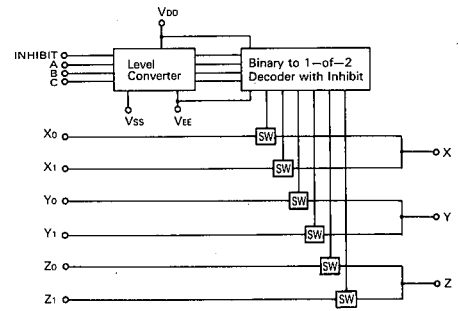 VDD
INHIBIT
A
B
C
Level
Converter
Binary to 1-of-2
Decoder with Inhibit
VSS
VEE
X0
SW
X
X1
SW
Y0
SW
Y
Y1
SW
Z0
SW
Z
Z1
SW